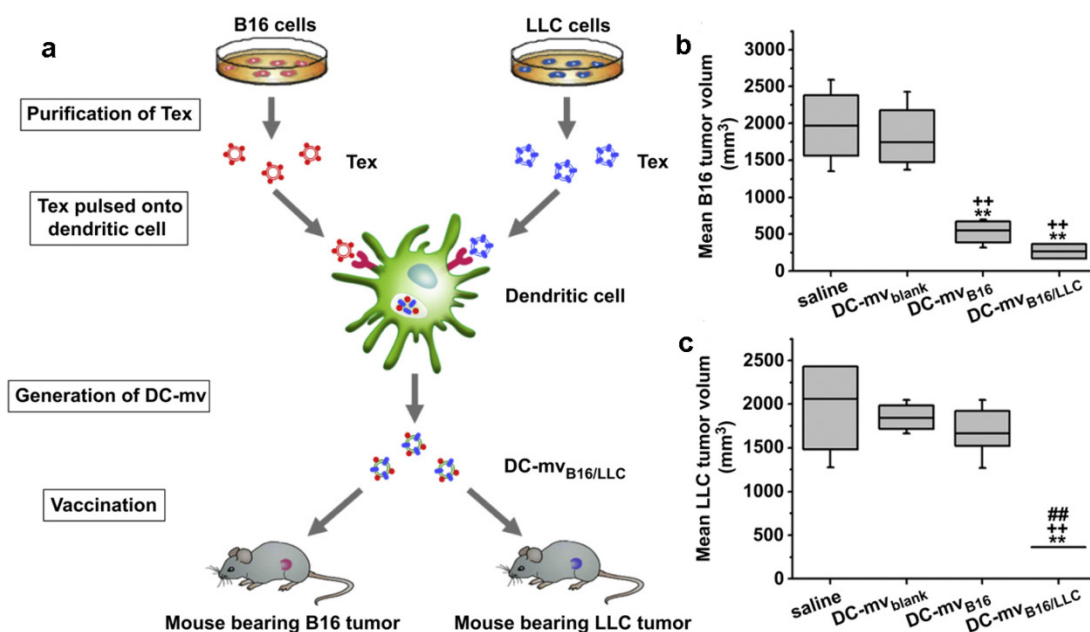 a
B16 cells
LLC cells
Purification of Tex
Tex
Tex
Tex pulsed onto
dendritic cell
Dendritic cell
Generation of DC-mv
DC-mvB16/LLC
Vaccination
Mouse bearing B16 tumor
Mouse bearing LLC tumor
b
Mean B16 tumor volum
(mm³)
3000
2500
2000
1500
1000
500
0
++
**
++
**
saline
DC-mvblank
DC-mvB16
DC-mvB16/LLC
c
Mean LLC tumor volum
(mm³)
2500
2000
1500
1000
500
0
##
++
**
saline
DC-mvblank
DC-mvB16
DC-mvB16/LLC